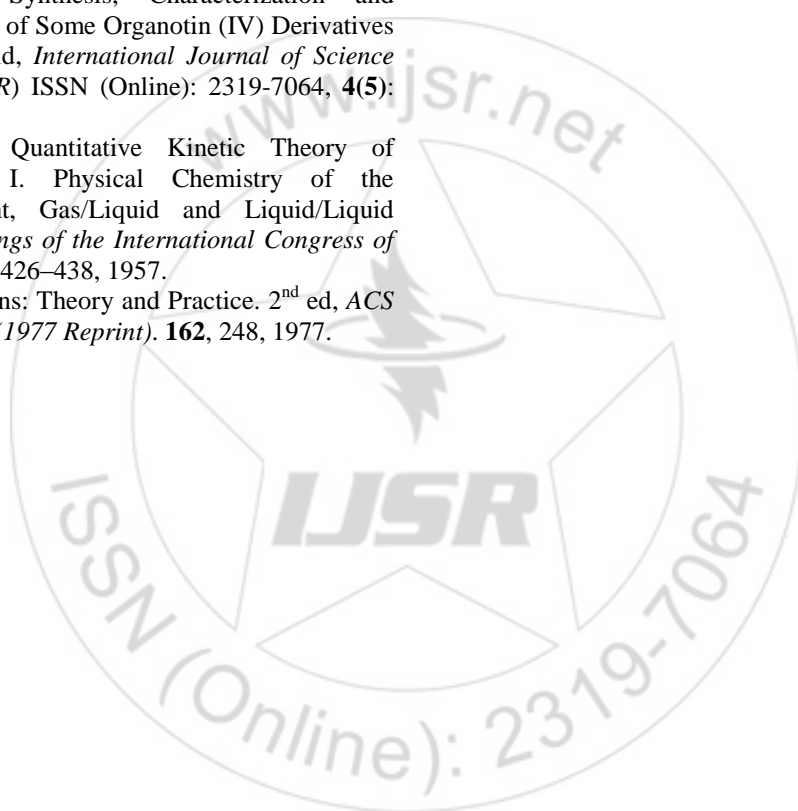 Synthesis, Characterization and
of Some Organotin (IV) Derivatives
International Journal of Science
ISSN (Online): 2319-7064, 4(5):
Quantitative Kinetic Theory of
I. Physical Chemistry of the
Gas/Liquid and Liquid/Liquid
of the International Congress of
426–438, 1957.
Theory and Practice. 2nd ed, ACS
(1977 Reprint). 162, 248, 1977.
www.ijsr.net
IJSR
ISSN (Online): 2319-7064